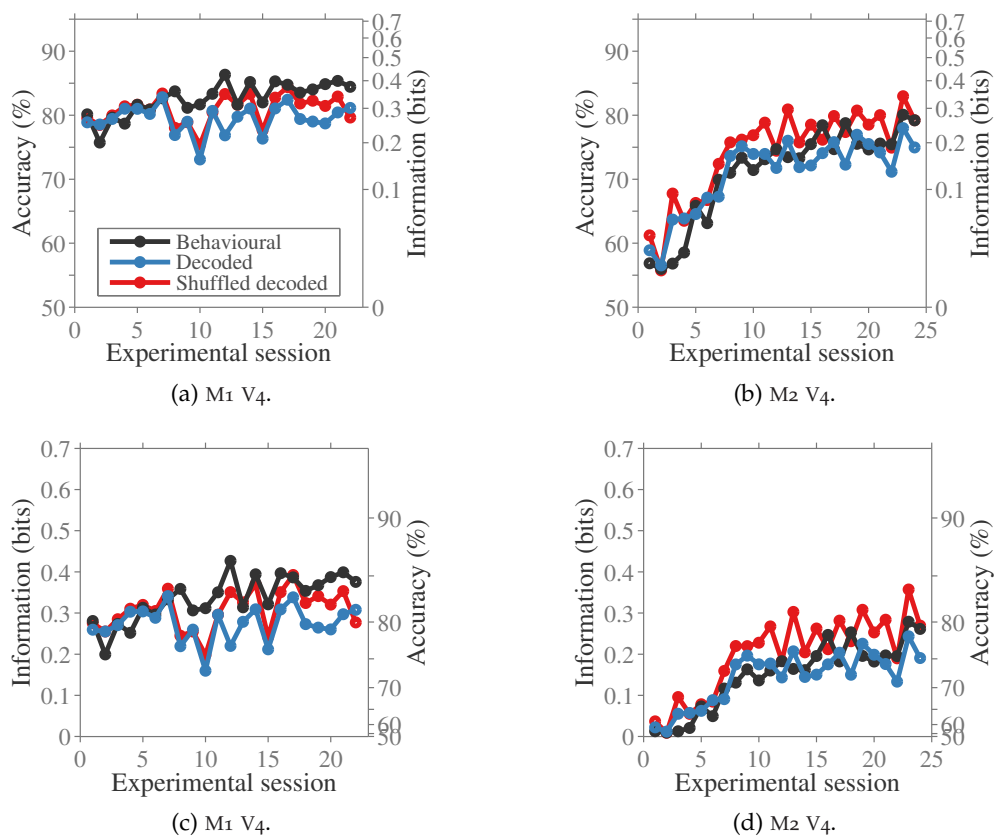 90
80
70
60
50
Accuracy (%)
0.7
0.6
0.5
0.4
0.3
0.2
0.1
0
Information (bits)
Behavioural
Decoded
Shuffled decoded
0 5 10 15 20
Experimental session
(a) M1 V4.
90
80
70
60
50
Accuracy (%)
0.7
0.6
0.5
0.4
0.3
0.2
0.1
0
Information (bits)
0 5 10 15 20 25
Experimental session
(b) M2 V4.
0.7
0.6
0.5
0.4
0.3
0.2
0.1
0
Information (bits)
90
80
70
60
50
Accuracy (%)
0 5 10 15 20
Experimental session
(c) M1 V4.
0.7
0.6
0.5
0.4
0.3
0.2
0.1
0
Information (bits)
90
80
70
60
50
Accuracy (%)
0 5 10 15 20 25
Experimental session
(d) M2 V4.